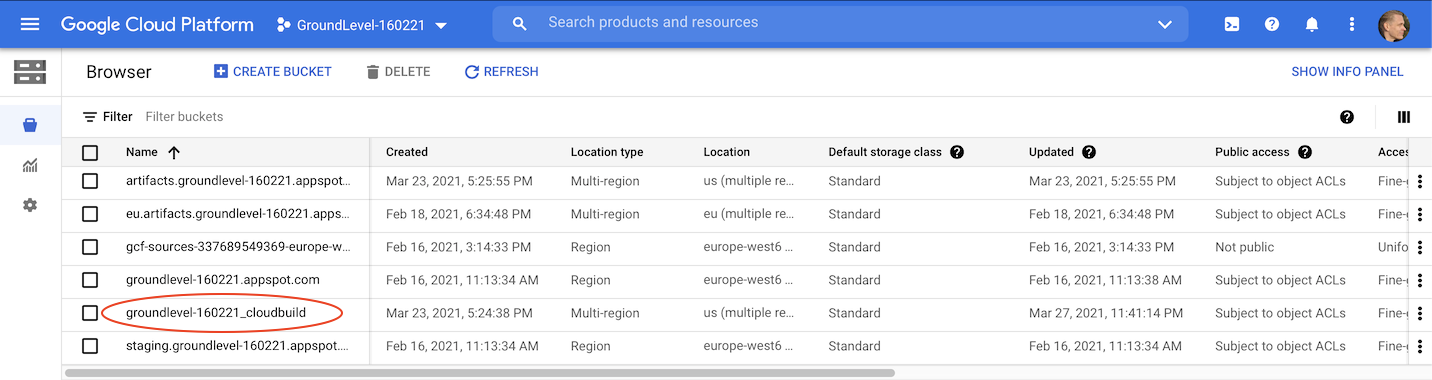 Google Cloud Platform GroundLevel-160221 Search products and resources
Browser CREATE BUCKET DELETE REFRESH SHOW INFO PANEL
Filter Filter buckets
Name Created Location type Location Default storage class Updated Public access Acces
artifacts.groundlevel-160221.appspot... Mar 23, 2021, 5:25:55 PM Multi-region us (multiple re... Standard Mar 23, 2021, 5:25:55 PM Subject to object ACLs Fine-g
eu.artifacts.groundlevel-160221.apps... Feb 18, 2021, 6:34:48 PM Multi-region eu (multiple re... Standard Feb 18, 2021, 6:34:48 PM Subject to object ACLs Fine-g
gcf-sources-337689549369-europe-w... Feb 16, 2021, 3:14:33 PM Region europe-west6 ... Standard Feb 16, 2021, 3:14:33 PM Not public Unifo
groundlevel-160221.appspot.com Feb 16, 2021, 11:13:34 AM Region europe-west6 ... Standard Feb 16, 2021, 11:13:38 AM Subject to object ACLs Fine-g
groundlevel-160221_cloudbuild Mar 23, 2021, 5:24:38 PM Multi-region us (multiple re... Standard Mar 27, 2021, 11:41:14 PM Subject to object ACLs Fine-g
staging.groundlevel-160221.appspot.... Feb 16, 2021, 11:13:34 AM Region europe-west6 ... Standard Feb 16, 2021, 11:13:34 AM Subject to object ACLs Fine-g